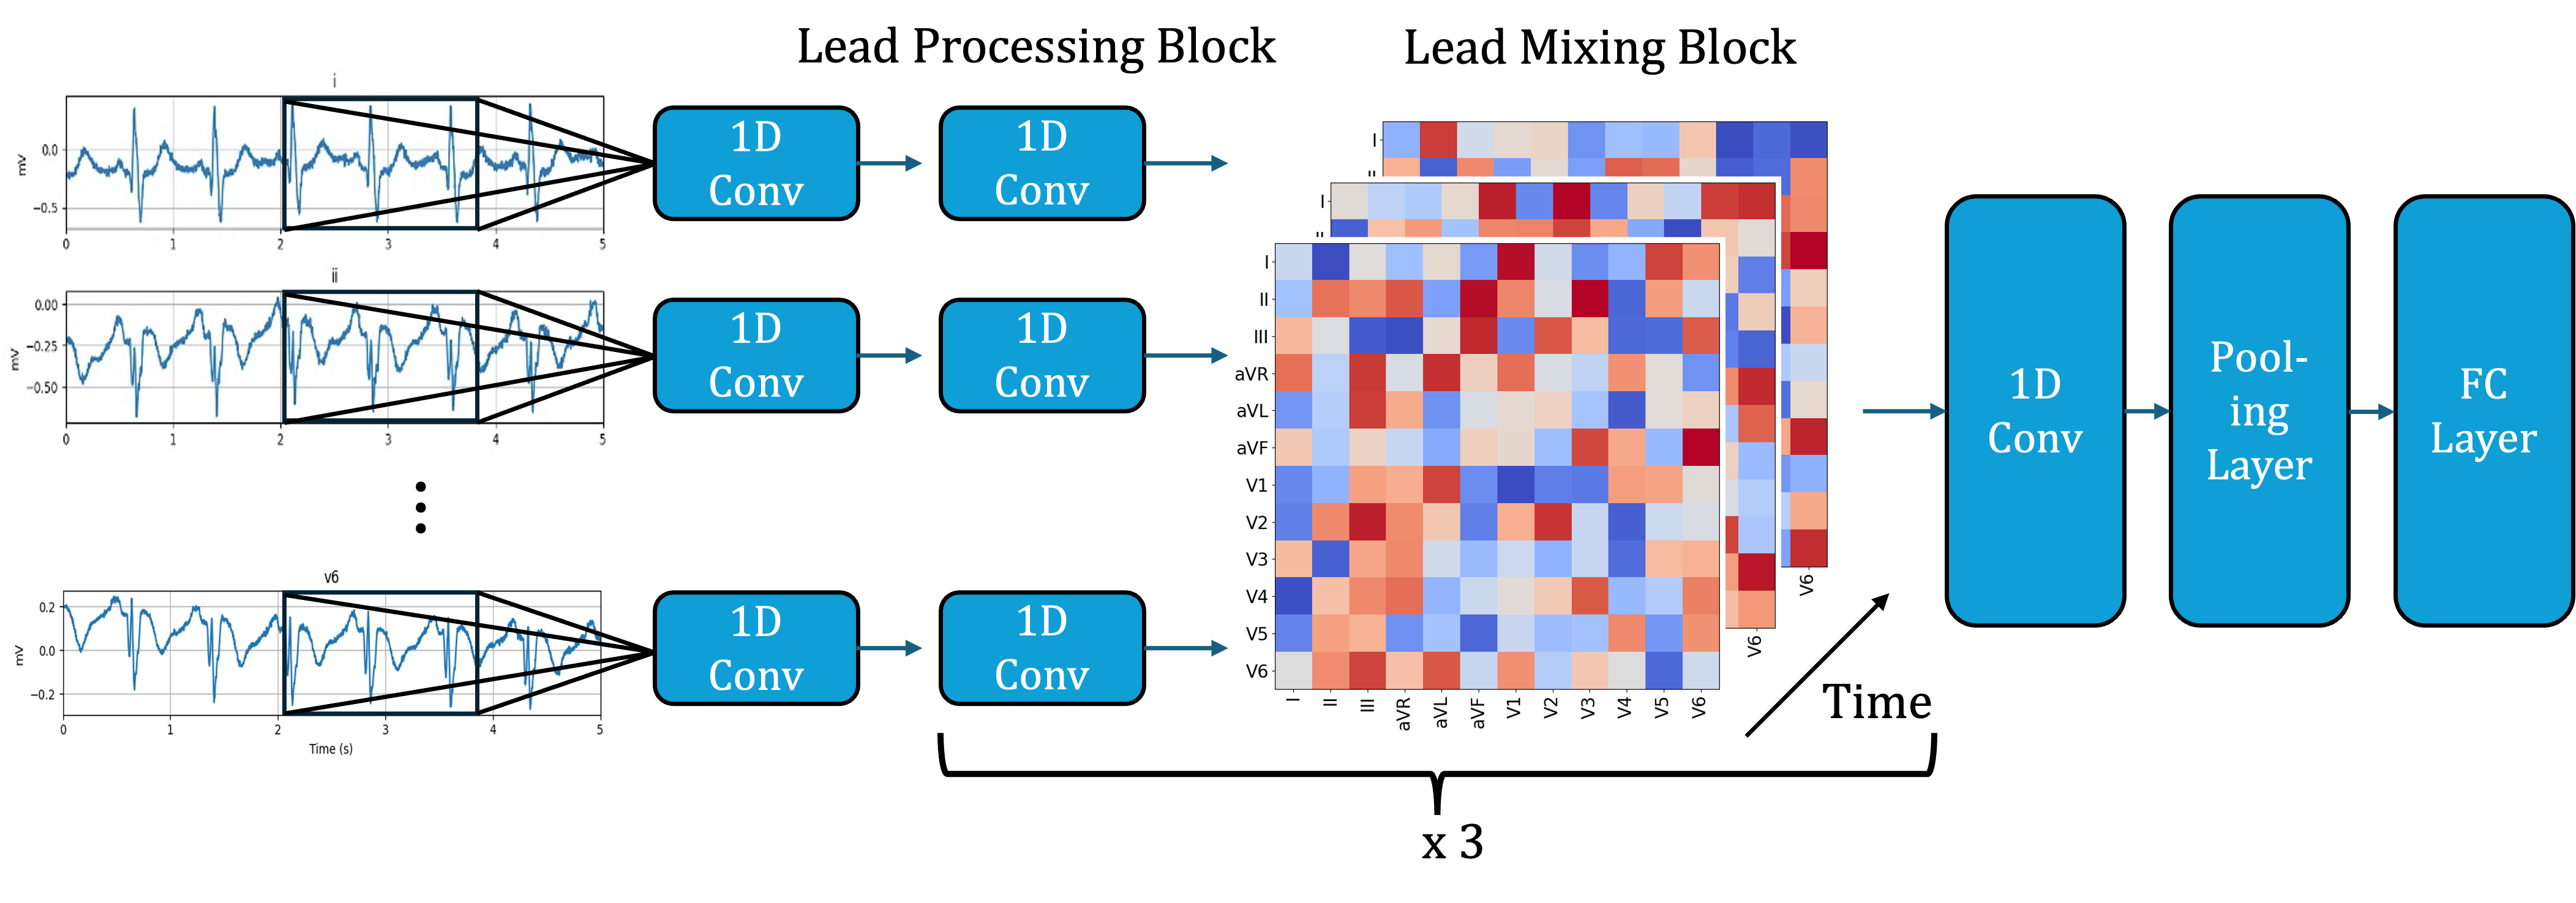 Lead Processing Block
Lead Mixing Block
i
mV
0.0
−0.5
0 1 2 3 4 5
ii
mV
0.00
−0.25
−0.50
0 1 2 3 4 5
v6
mV
0.2
0.0
−0.2
0 1 2 3 4 5
Time (s)
1D
Conv
1D
Conv
1D
Conv
1D
Conv
1D
Conv
1D
Conv
I
II
I
II
I
II
III
aVR
aVL
aVF
V1
V2
V3
V4
V5
V6
I II III aVR aVL aVF V1 V2 V3 V4 V5 V6
V6
V6
Time
x 3
1D
Conv
Pool-
ing
Layer
FC
Layer